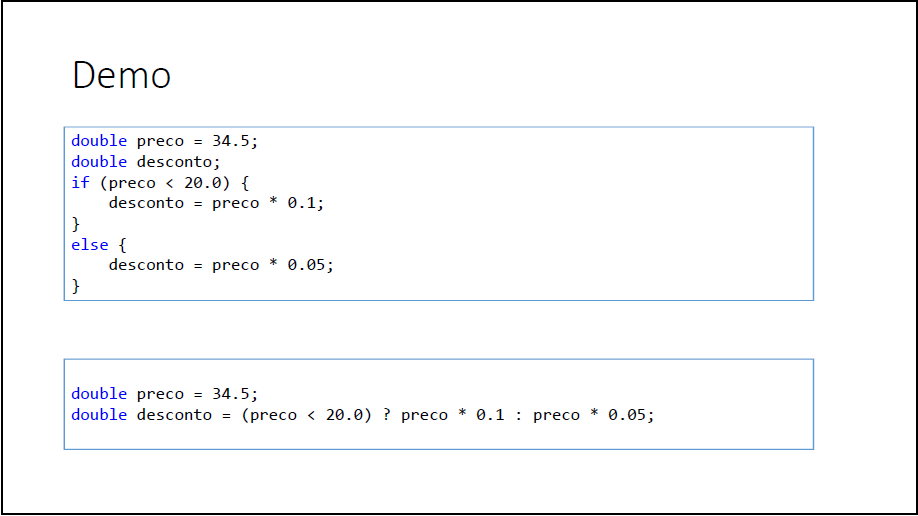 Demo
double preco = 34.5;
double desconto;
if (preco < 20.0) {
    desconto = preco * 0.1;
}
else {
    desconto = preco * 0.05;
}
double preco = 34.5;
double desconto = (preco < 20.0) ? preco * 0.1 : preco * 0.05;